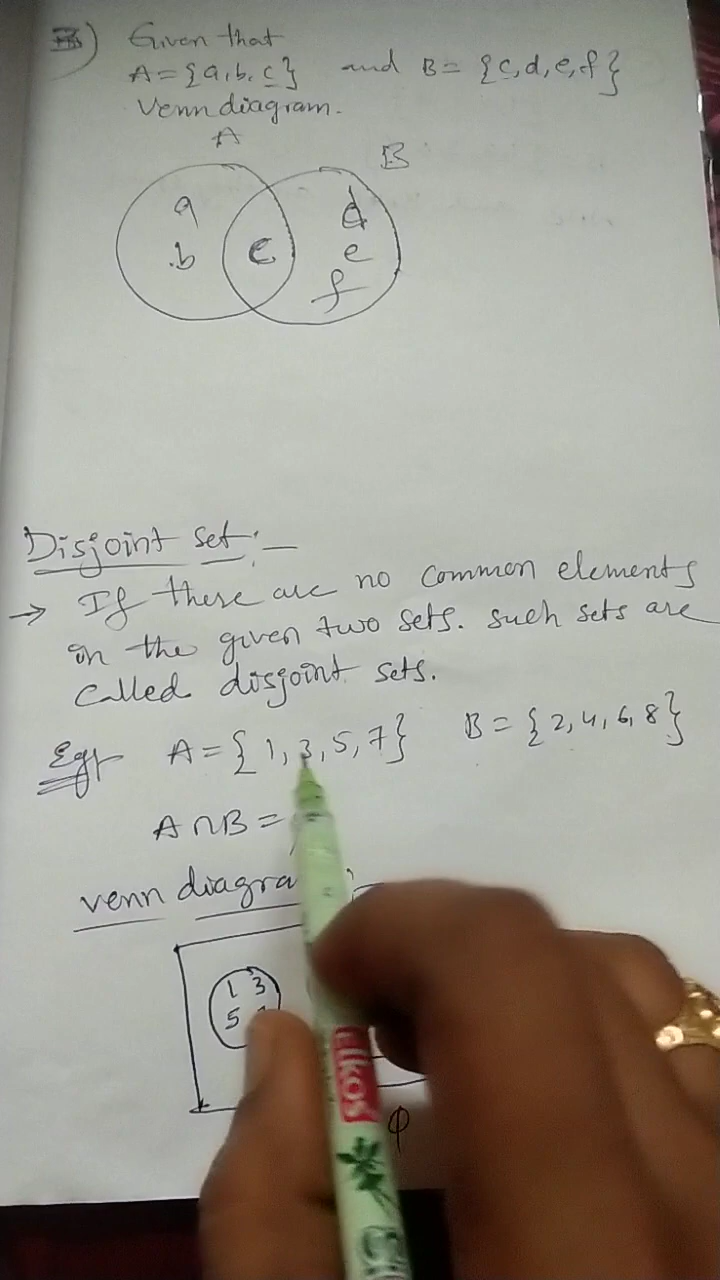 3) Given that
A = {a, b, c} and B = {c, d, e, f}
Venn diagram.
A
B
a
b
c
d
e
f
Disjoint set :-
→ If there are no common elements
in the given two sets. such sets are
called disjoint sets.
Eg:- A = {1, 3, 5, 7} B = {2, 4, 6, 8}
A ∩ B =
venn diagra
1 3
5
ϕ
elkos